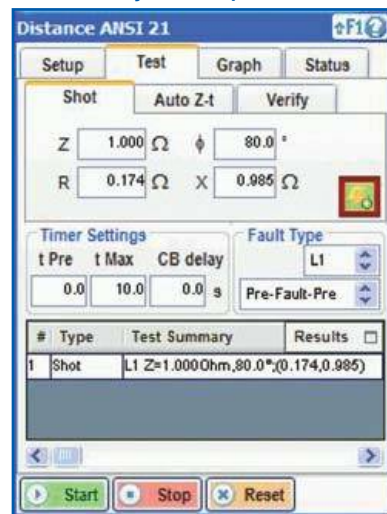 Distance ANSI 21 ⇧F1?
Setup Test Graph Status
Shot Auto Z-t Verify
Z 1.000 Ω ϕ 80.0 °
R 0.174 Ω X 0.985 Ω
Timer Settings Fault Type
t Pre t Max CB delay L1
0.0 10.0 0.0 s Pre-Fault-Pre
# Type Test Summary Results
1 Shot L1 Z=1.000Ohm,80.0°;(0.174,0.985)
Start Stop Reset